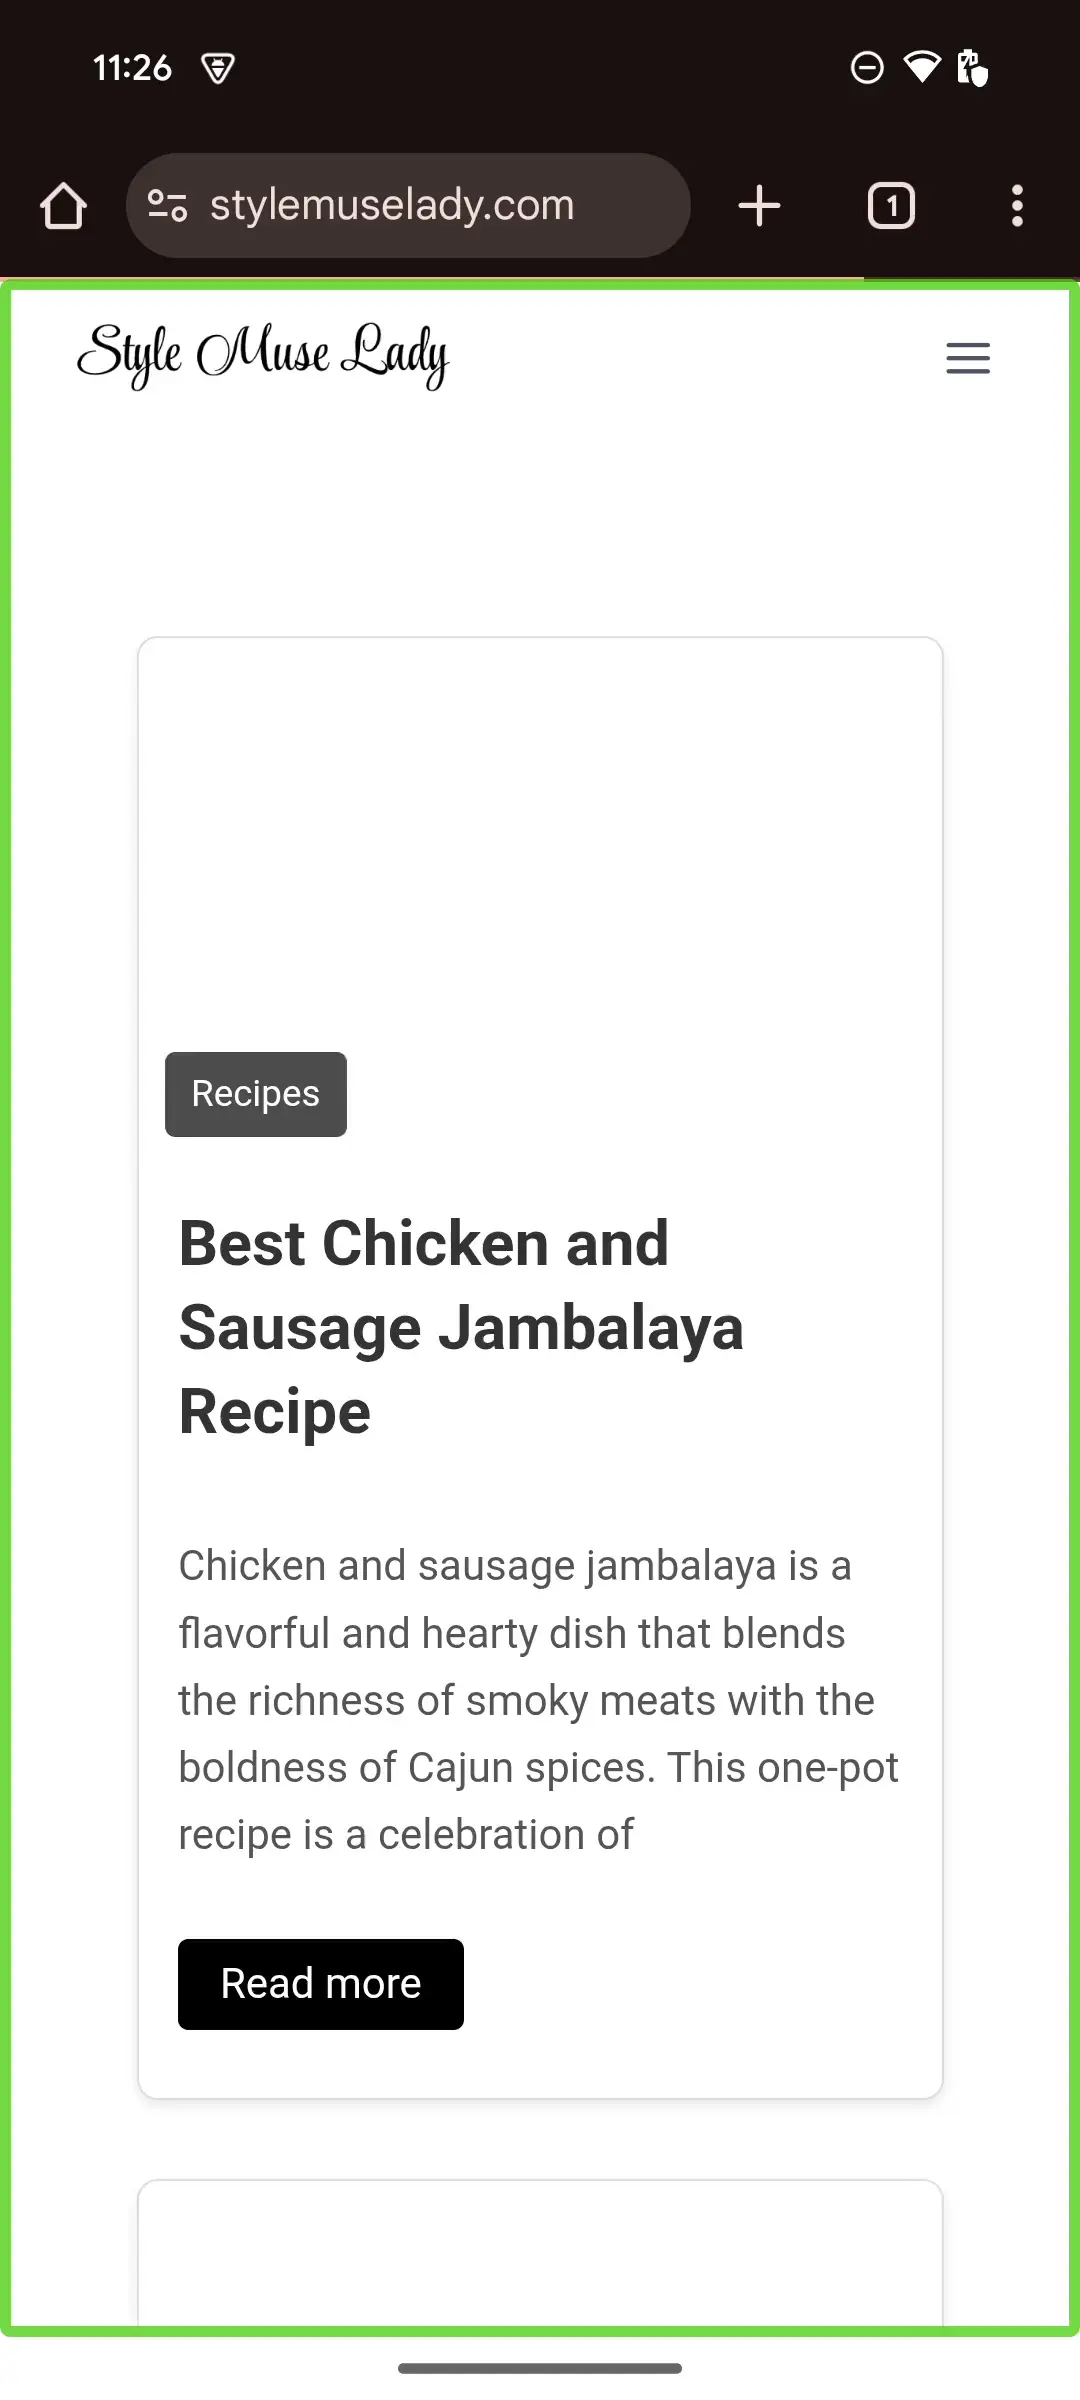 11:26
stylemuselady.com
1
Style Muse Lady
Recipes
Best Chicken and
Sausage Jambalaya
Recipe
Chicken and sausage jambalaya is a
flavorful and hearty dish that blends
the richness of smoky meats with the
boldness of Cajun spices. This one-pot
recipe is a celebration of
Read more